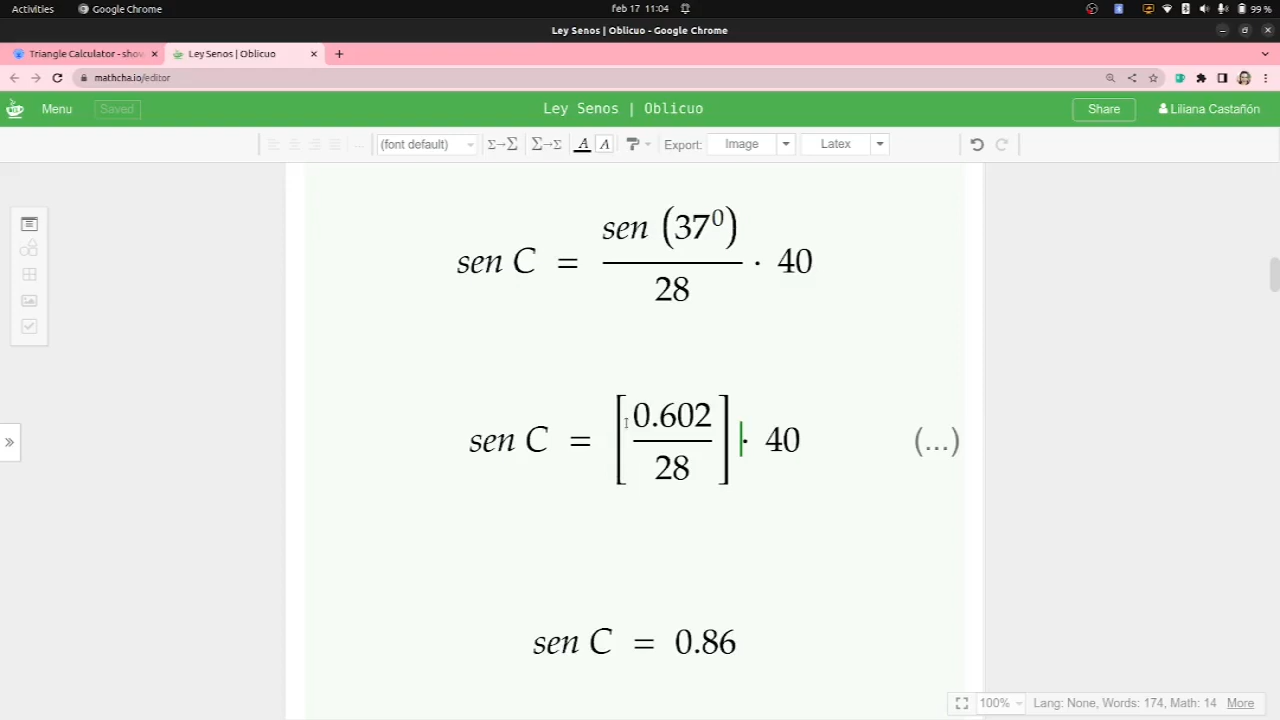 Activities Google Chrome feb 17 11:04 99 %
Ley Senos | Oblicuo - Google Chrome
Triangle Calculator - show Ley Senos | Oblicuo
mathcha.io/editor
Menu Saved Ley Senos | Oblicuo Share Liliana Castañón
(font default) Σ→Σ Σ→Σ A A Export: Image Latex
sen C = sen (37⁰) / 28 · 40
sen C = [0.602 / 28] · 40 (...)
sen C = 0.86
100% Lang: None, Words: 174, Math: 14 More